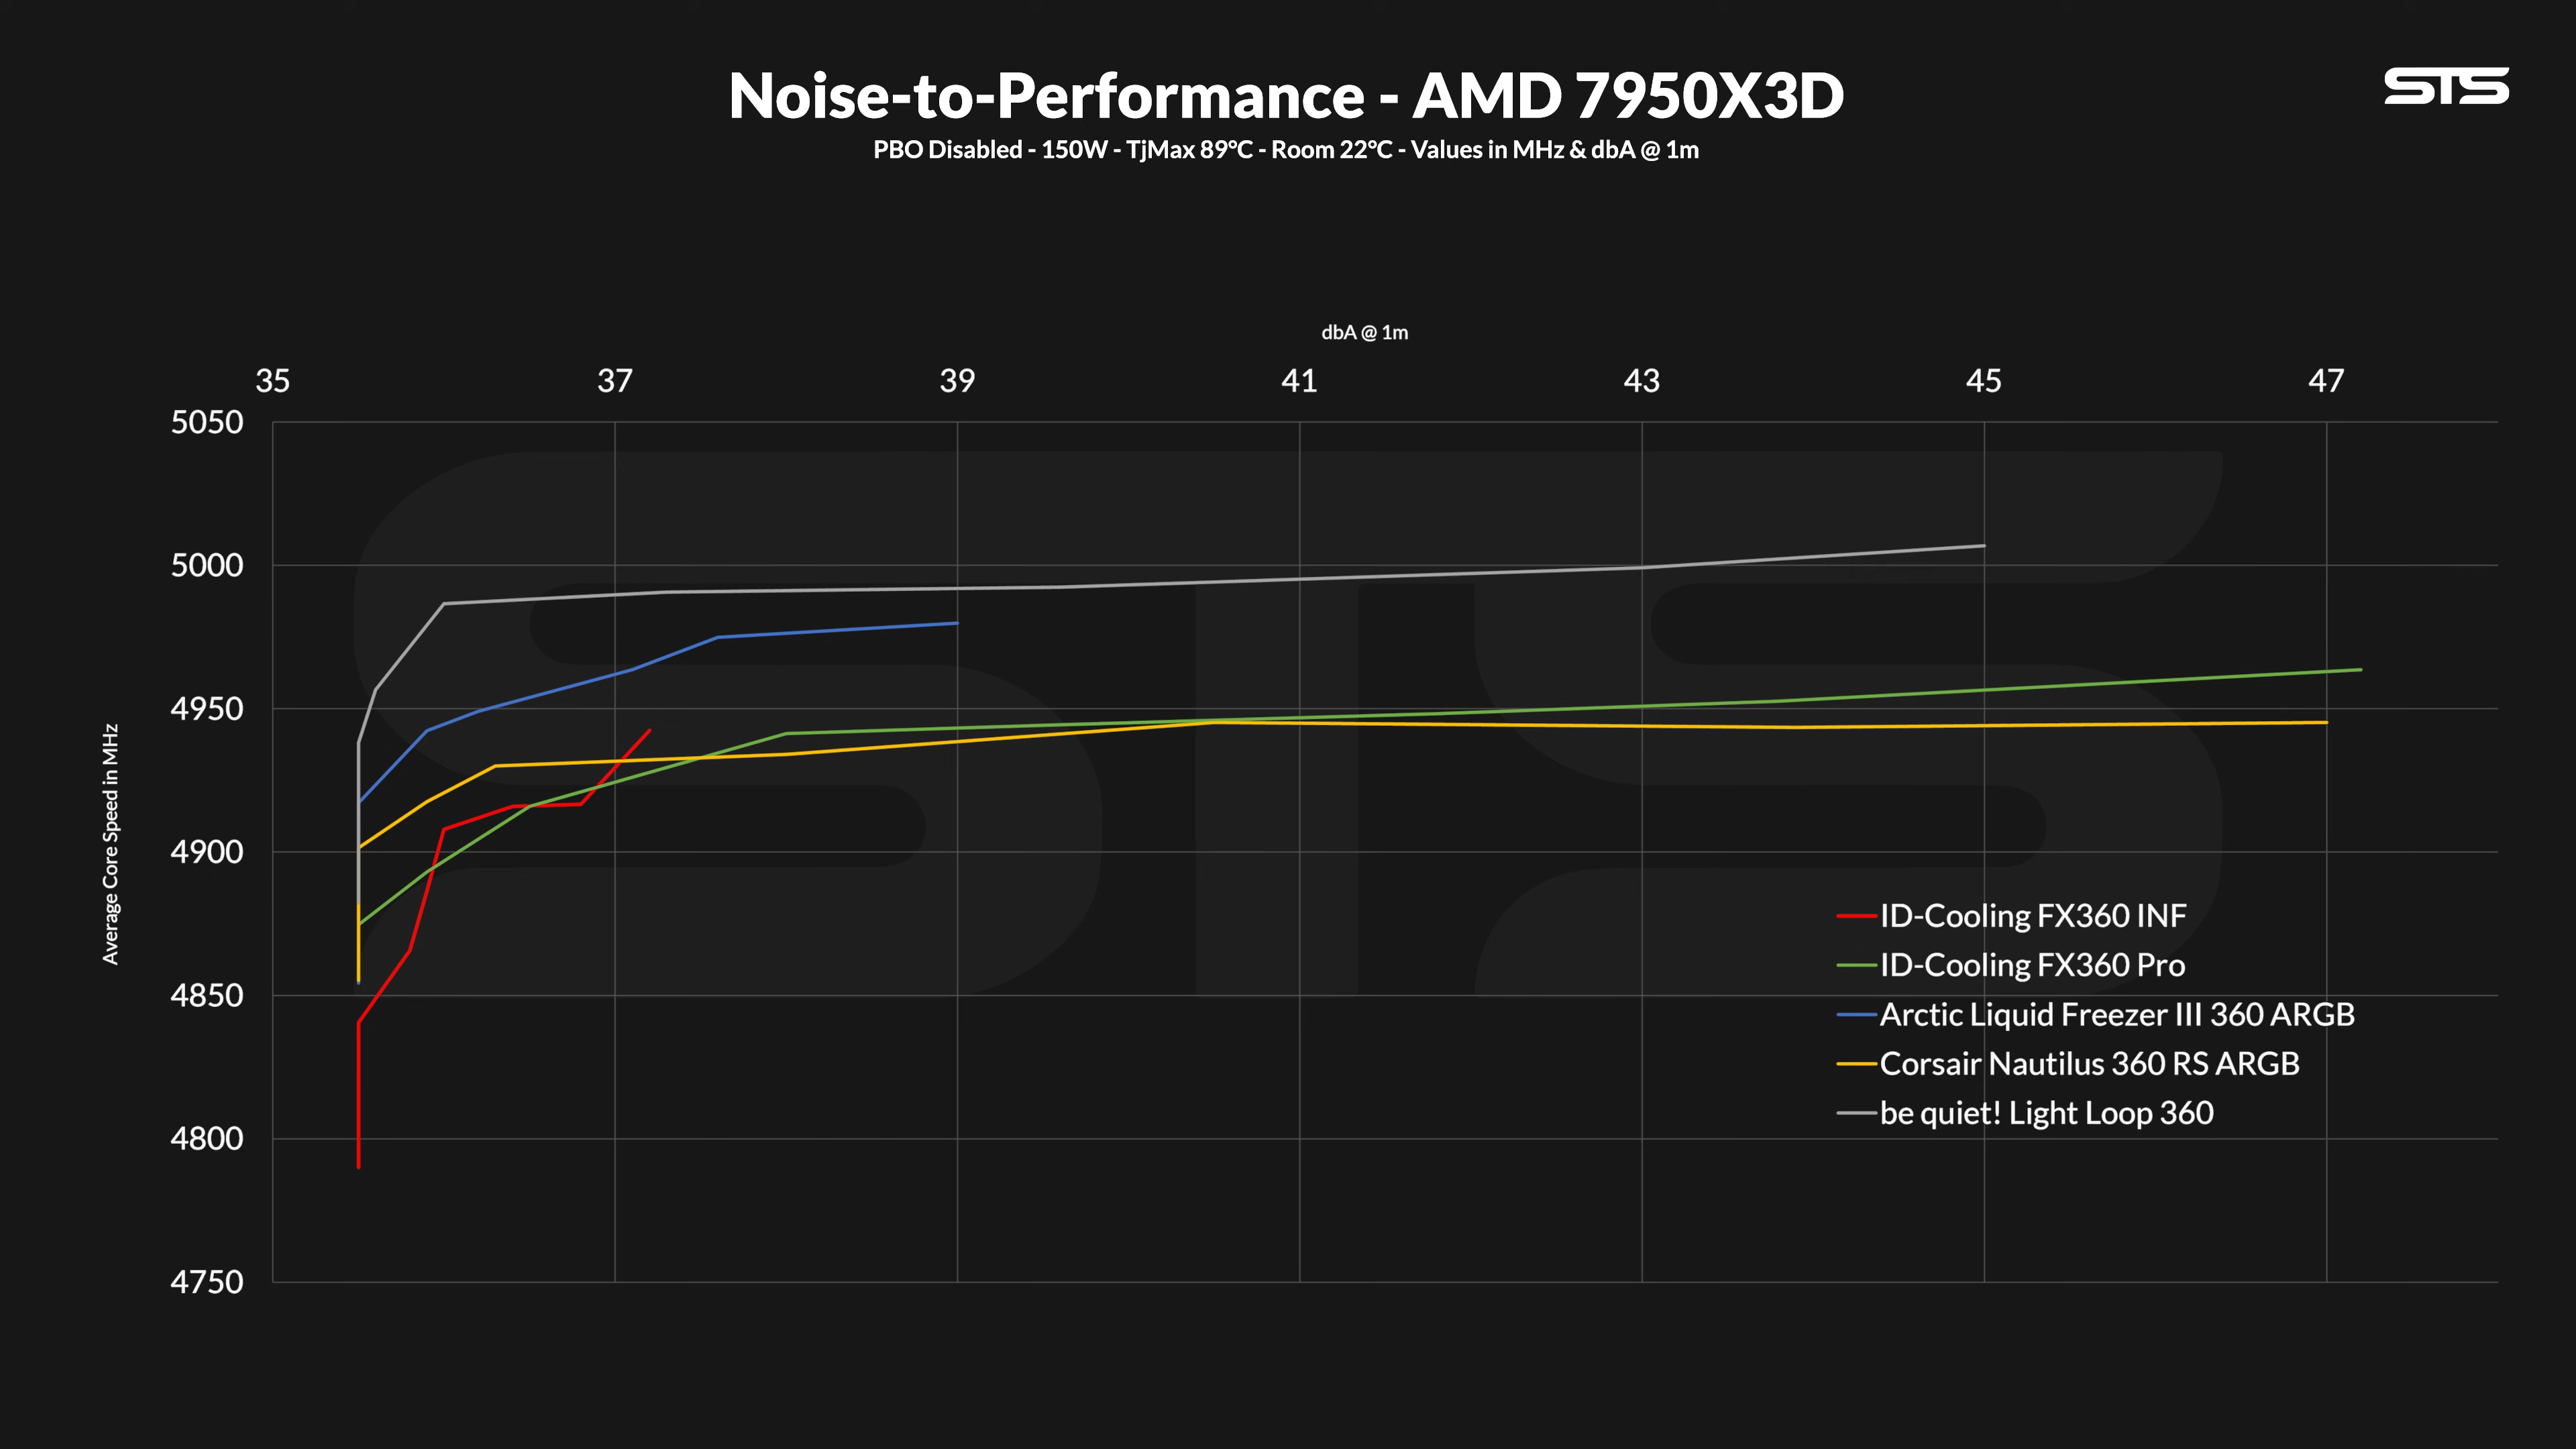 Noise-to-Performance - AMD 7950X3D
STS
PBO Disabled - 150W - TjMax 89°C - Room 22°C - Values in MHz & dbA @ 1m
dbA @ 1m
35 37 39 41 43 45 47
5050
5000
4950
4900
4850
4800
4750
Average Core Speed in MHz
ID-Cooling FX360 INF
ID-Cooling FX360 Pro
Arctic Liquid Freezer III 360 ARGB
Corsair Nautilus 360 RS ARGB
be quiet! Light Loop 360
STS